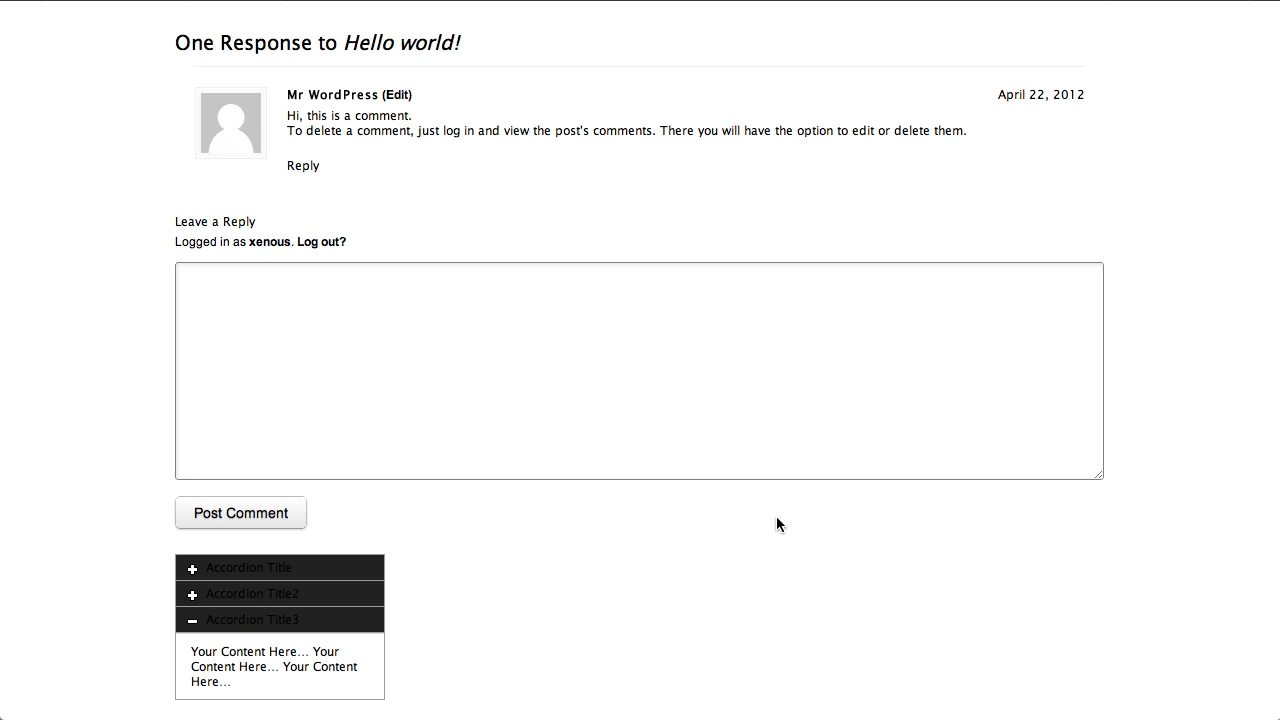 One Response to Hello world!
Mr WordPress (Edit)
April 22, 2012
Hi, this is a comment.
To delete a comment, just log in and view the post's comments. There you will have the option to edit or delete them.
Reply
Leave a Reply
Logged in as xenous. Log out?
Post Comment
Accordion Title
Accordion Title2
Accordion Title3
Your Content Here... Your
Content Here... Your Content
Here...